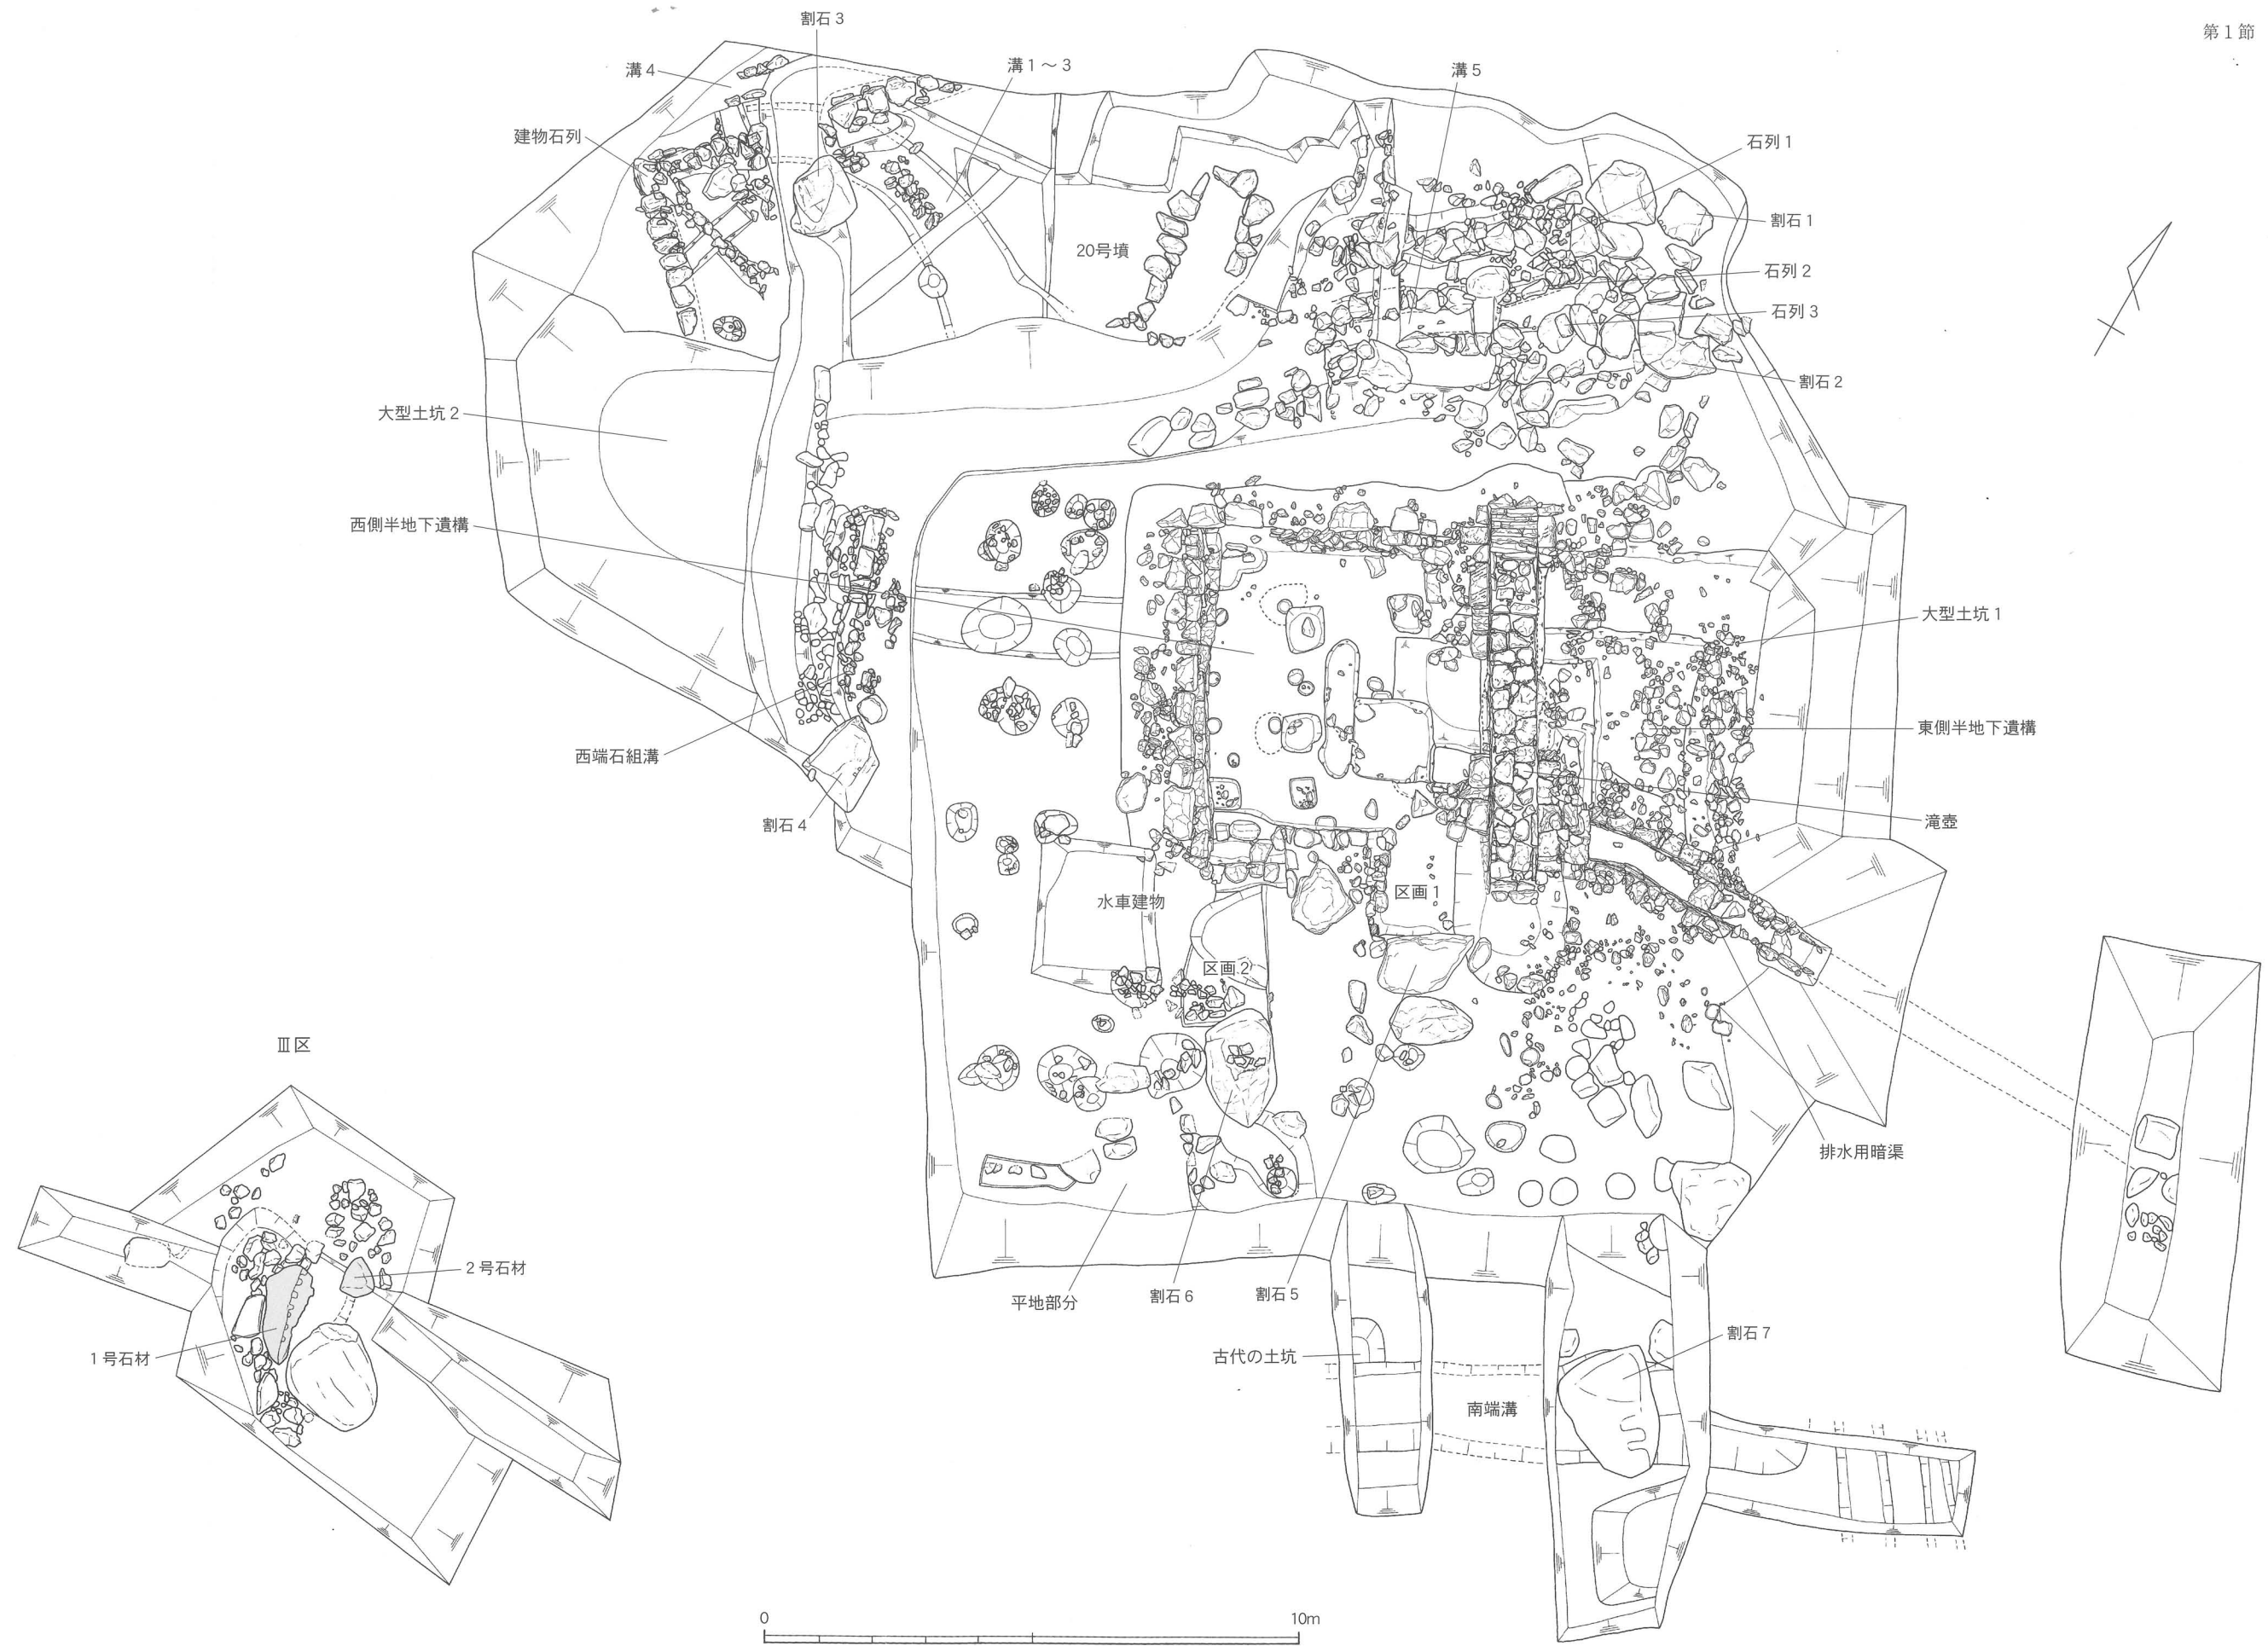 第1節
割石3
溝4
溝1～3
溝5
建物石列
石列1
割石1
20号墳
石列2
石列3
割石2
大型土坑2
西側半地下遺構
大型土坑1
東側半地下遺構
西端石組溝
割石4
滝壺
区画1
水車建物
区画2
Ⅲ区
排水用暗渠
2号石材
平地部分
割石6
割石5
割石7
1号石材
古代の土坑
南端溝
0
10m